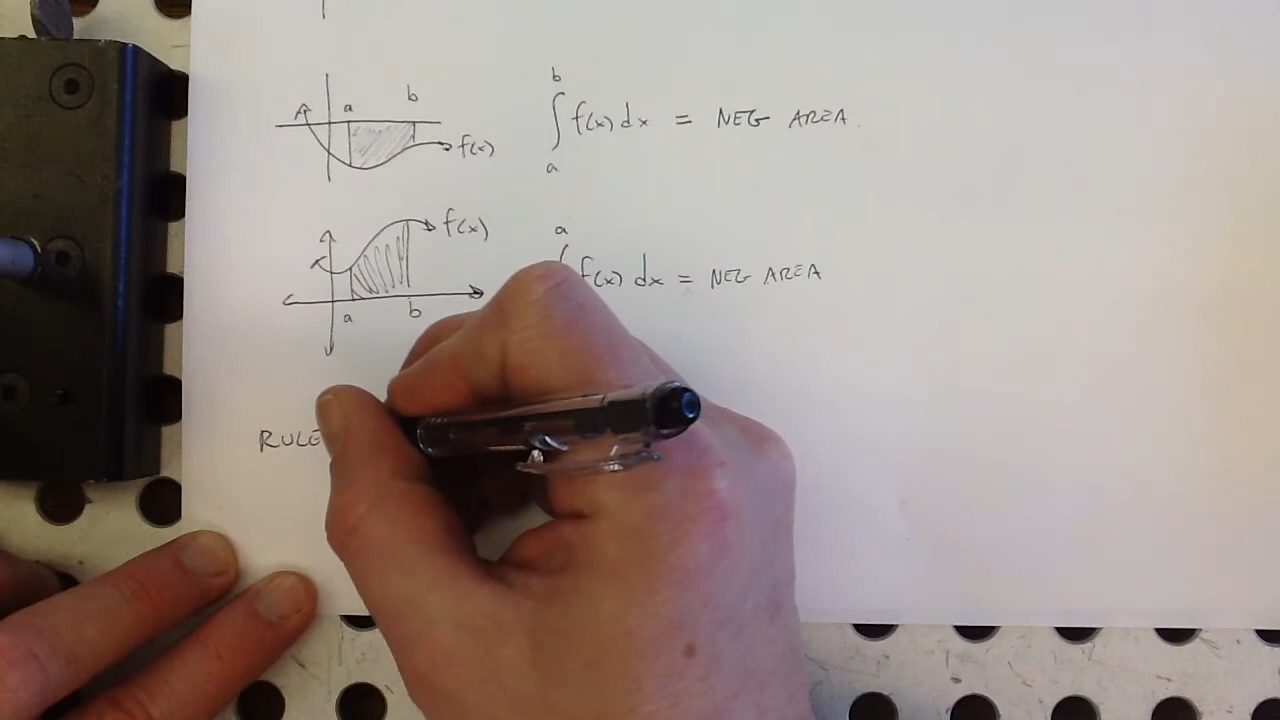 a b
f(x)
b
∫ f(x) dx = NEG AREA.
a
f(x)
a b
a
∫ f(x) dx = NEG AREA
RULE